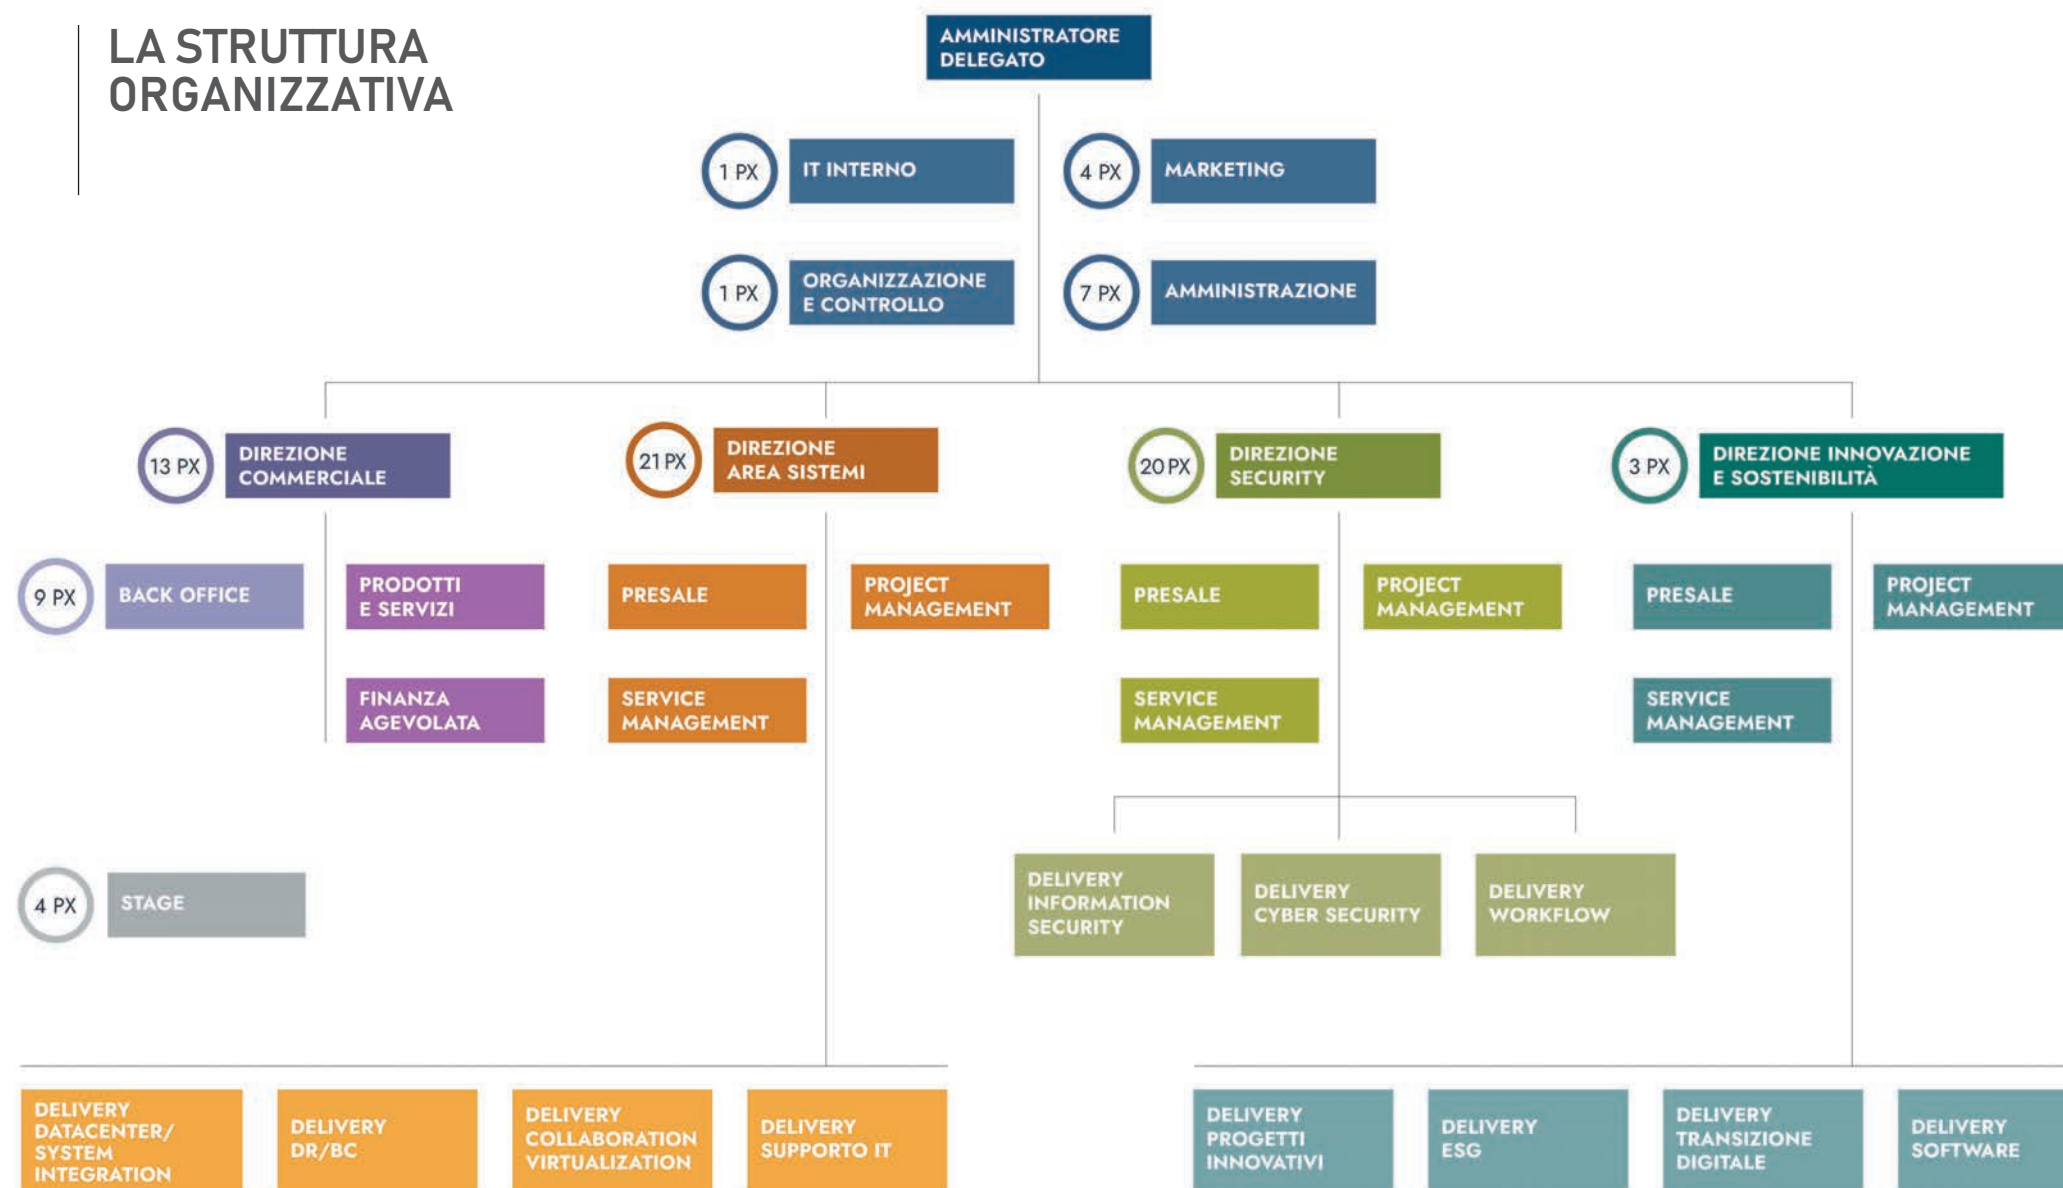 LA STRUTTURA
ORGANIZZATIVA
AMMINISTRATORE
DELEGATO
1 PX
IT INTERNO
4 PX
MARKETING
1 PX
ORGANIZZAZIONE
E CONTROLLO
7 PX
AMMINISTRAZIONE
13 PX
DIREZIONE
COMMERCIALE
21 PX
DIREZIONE
AREA SISTEMI
20 PX
DIREZIONE
SECURITY
3 PX
DIREZIONE INNOVAZIONE
E SOSTENIBILITÀ
9 PX
BACK OFFICE
PRODOTTI
E SERVIZI
PRESALE
PROJECT
MANAGEMENT
PRESALE
PROJECT
MANAGEMENT
PRESALE
PROJECT
MANAGEMENT
FINANZA
AGEVOLATA
SERVICE
MANAGEMENT
SERVICE
MANAGEMENT
SERVICE
MANAGEMENT
4 PX
STAGE
DELIVERY
INFORMATION
SECURITY
DELIVERY
CYBER SECURITY
DELIVERY
WORKFLOW
DELIVERY
DATACENTER/
SYSTEM
INTEGRATION
DELIVERY
DR/BC
DELIVERY
COLLABORATION
VIRTUALIZATION
DELIVERY
SUPPORTO IT
DELIVERY
PROGETTI
INNOVATIVI
DELIVERY
ESG
DELIVERY
TRANSIZIONE
DIGITALE
DELIVERY
SOFTWARE